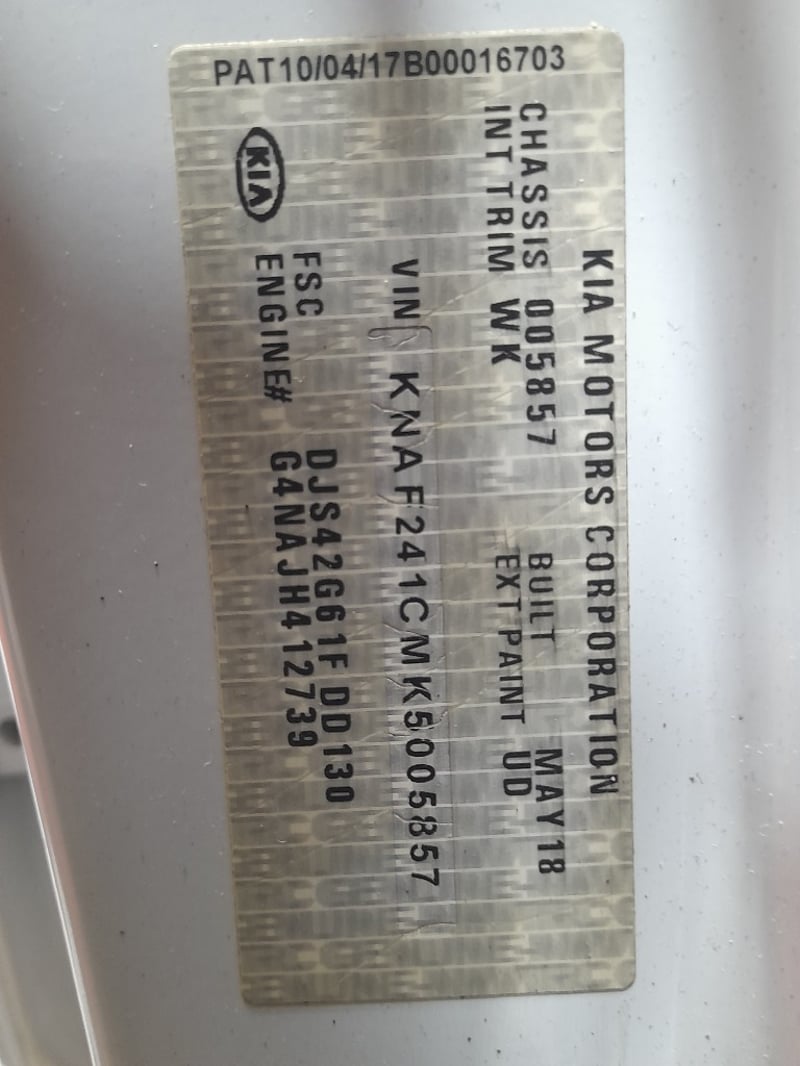 PAT10/04/17B00016703
KIA MOTORS CORPORATION
CHASSIS 005857 BUILT MAY18
INT TRIM WK EXT PAINT UD
VIN KNAF241CMK5005857
FSC DJS42G61F DD130
ENGINE# G4NAJH412739
KIA